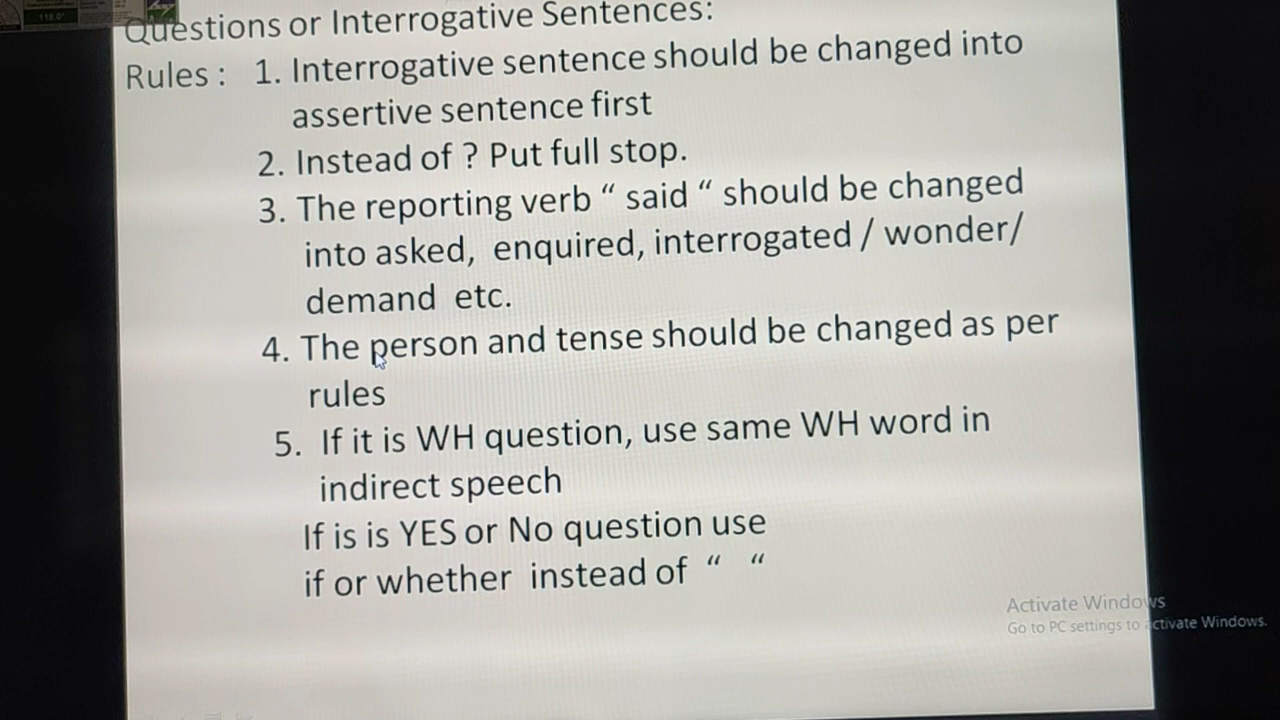 Questions or Interrogative Sentences:
Rules : 1. Interrogative sentence should be changed into
assertive sentence first
2. Instead of ? Put full stop.
3. The reporting verb “ said “ should be changed
into asked, enquired, interrogated / wonder/
demand etc.
4. The person and tense should be changed as per
rules
5. If it is WH question, use same WH word in
indirect speech
If is is YES or No question use
if or whether instead of “ “
Activate Windows
Go to PC settings to activate Windows.